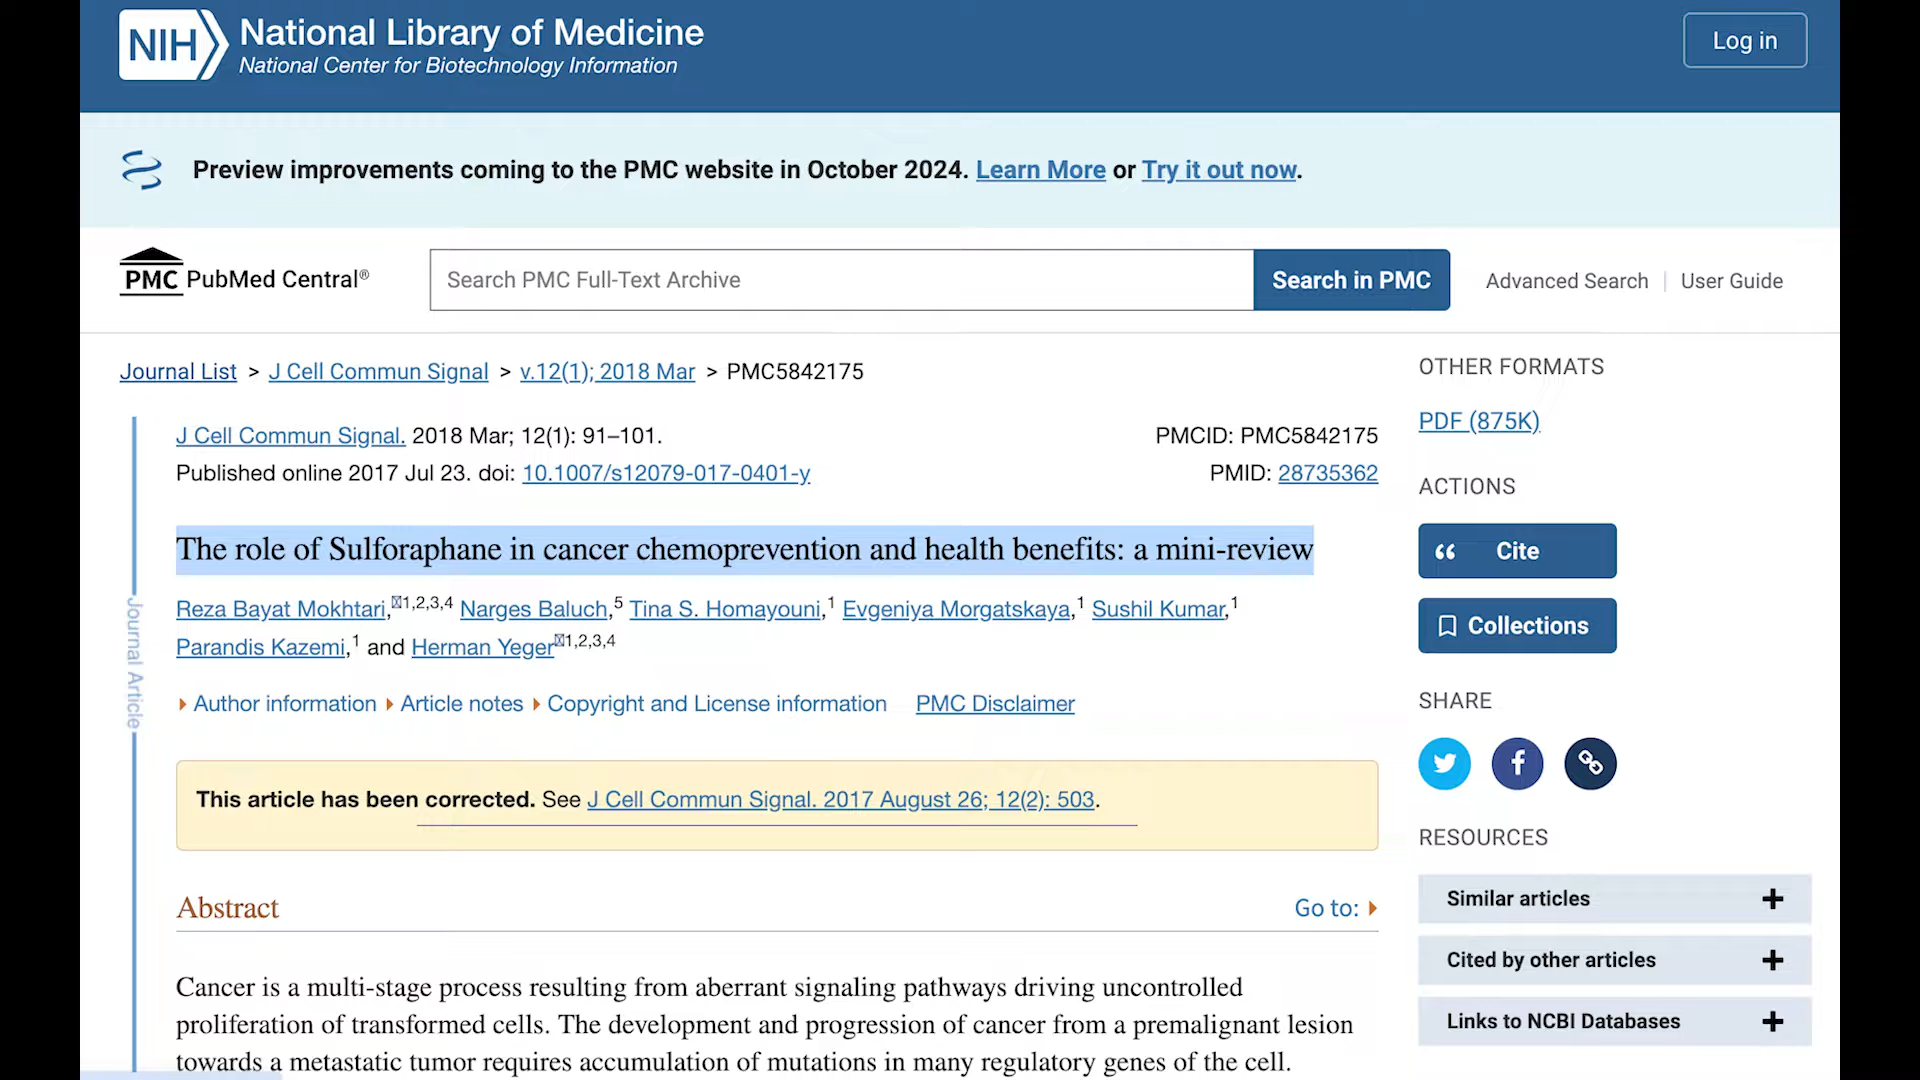 NIH National Library of Medicine
National Center for Biotechnology Information
Log in
Preview improvements coming to the PMC website in October 2024. Learn More or Try it out now.
PMC PubMed Central®
Search PMC Full-Text Archive
Search in PMC
Advanced Search
User Guide
Journal List > J Cell Commun Signal > v.12(1); 2018 Mar > PMC5842175
J Cell Commun Signal. 2018 Mar; 12(1): 91–101.
PMCID: PMC5842175
Published online 2017 Jul 23. doi: 10.1007/s12079-017-0401-y
PMID: 28735362
The role of Sulforaphane in cancer chemoprevention and health benefits: a mini-review
Reza Bayat Mokhtari,1,2,3,4 Narges Baluch,5 Tina S. Homayouni,1 Evgeniya Morgatskaya,1 Sushil Kumar,1
Parandis Kazemi,1 and Herman Yeger1,2,3,4
Author information Article notes Copyright and License information PMC Disclaimer
This article has been corrected. See J Cell Commun Signal. 2017 August 26; 12(2): 503.
Abstract
Go to:
Cancer is a multi-stage process resulting from aberrant signaling pathways driving uncontrolled
proliferation of transformed cells. The development and progression of cancer from a premalignant lesion
towards a metastatic tumor requires accumulation of mutations in many regulatory genes of the cell.
Journal Article
OTHER FORMATS
PDF (875K)
ACTIONS
Cite
Collections
SHARE
RESOURCES
Similar articles
Cited by other articles
Links to NCBI Databases